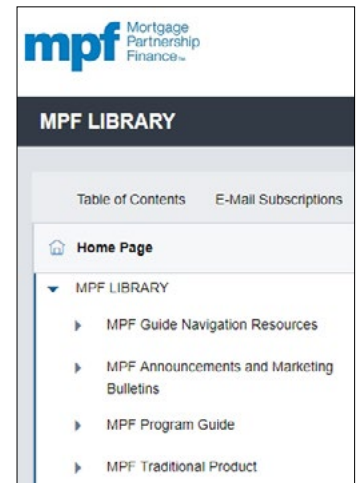 mpf Mortgage
Partnership
Finance™
MPF LIBRARY
Table of Contents E-Mail Subscriptions
Home Page
MPF LIBRARY
MPF Guide Navigation Resources
MPF Announcements and Marketing
Bulletins
MPF Program Guide
MPF Traditional Product